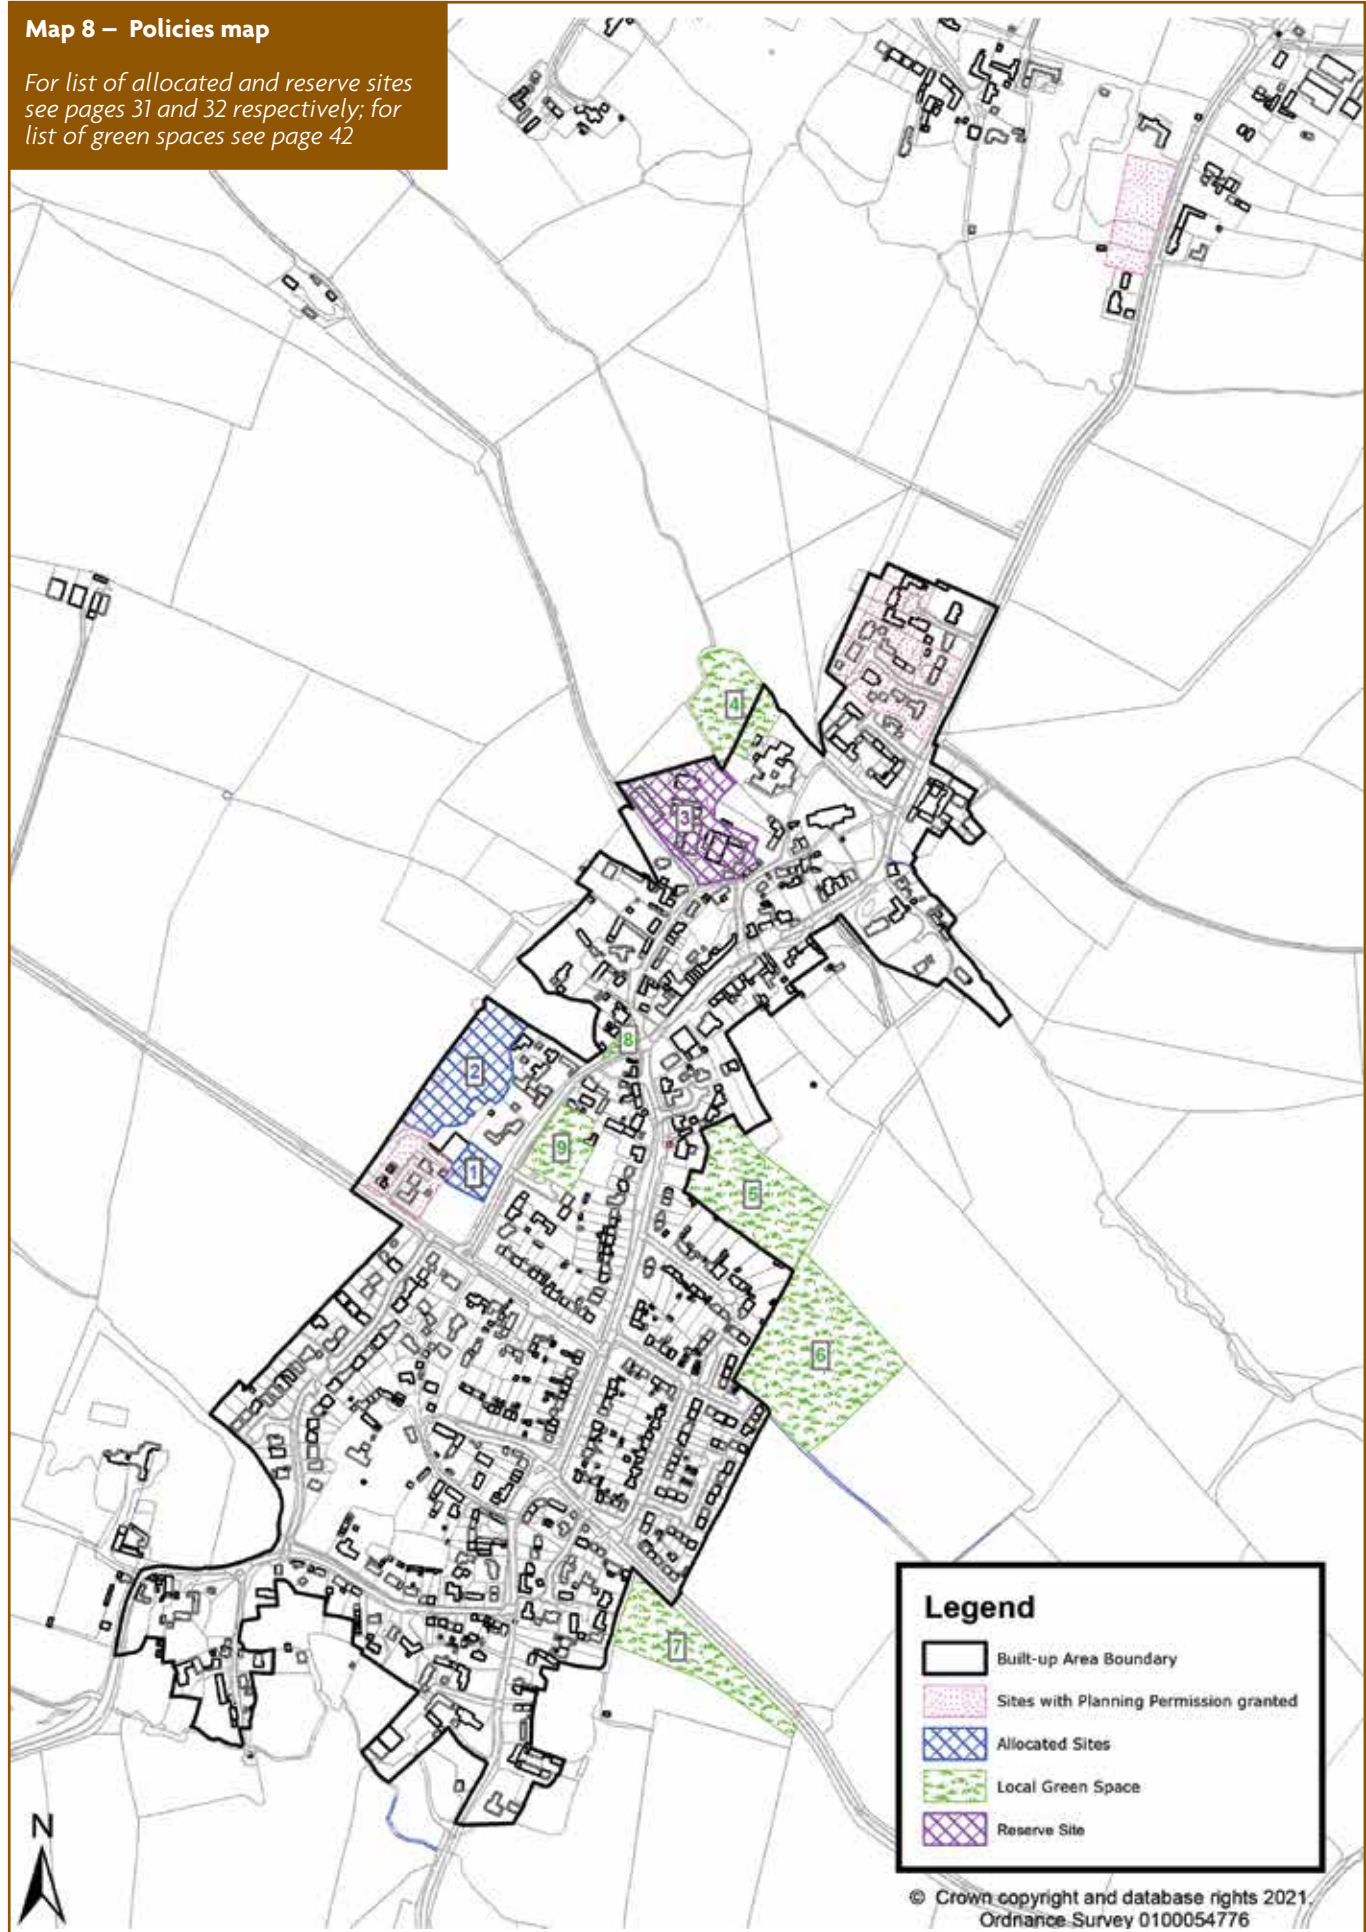 Map 8 – Policies map
For list of allocated and reserve sites
see pages 31 and 32 respectively; for
list of green spaces see page 42
4
3
8
2
9
1
5
6
7
Legend
Built-up Area Boundary
Sites with Planning Permission granted
Allocated Sites
Local Green Space
Reserve Site
N
© Crown copyright and database rights 2021.
Ordnance Survey 0100054776